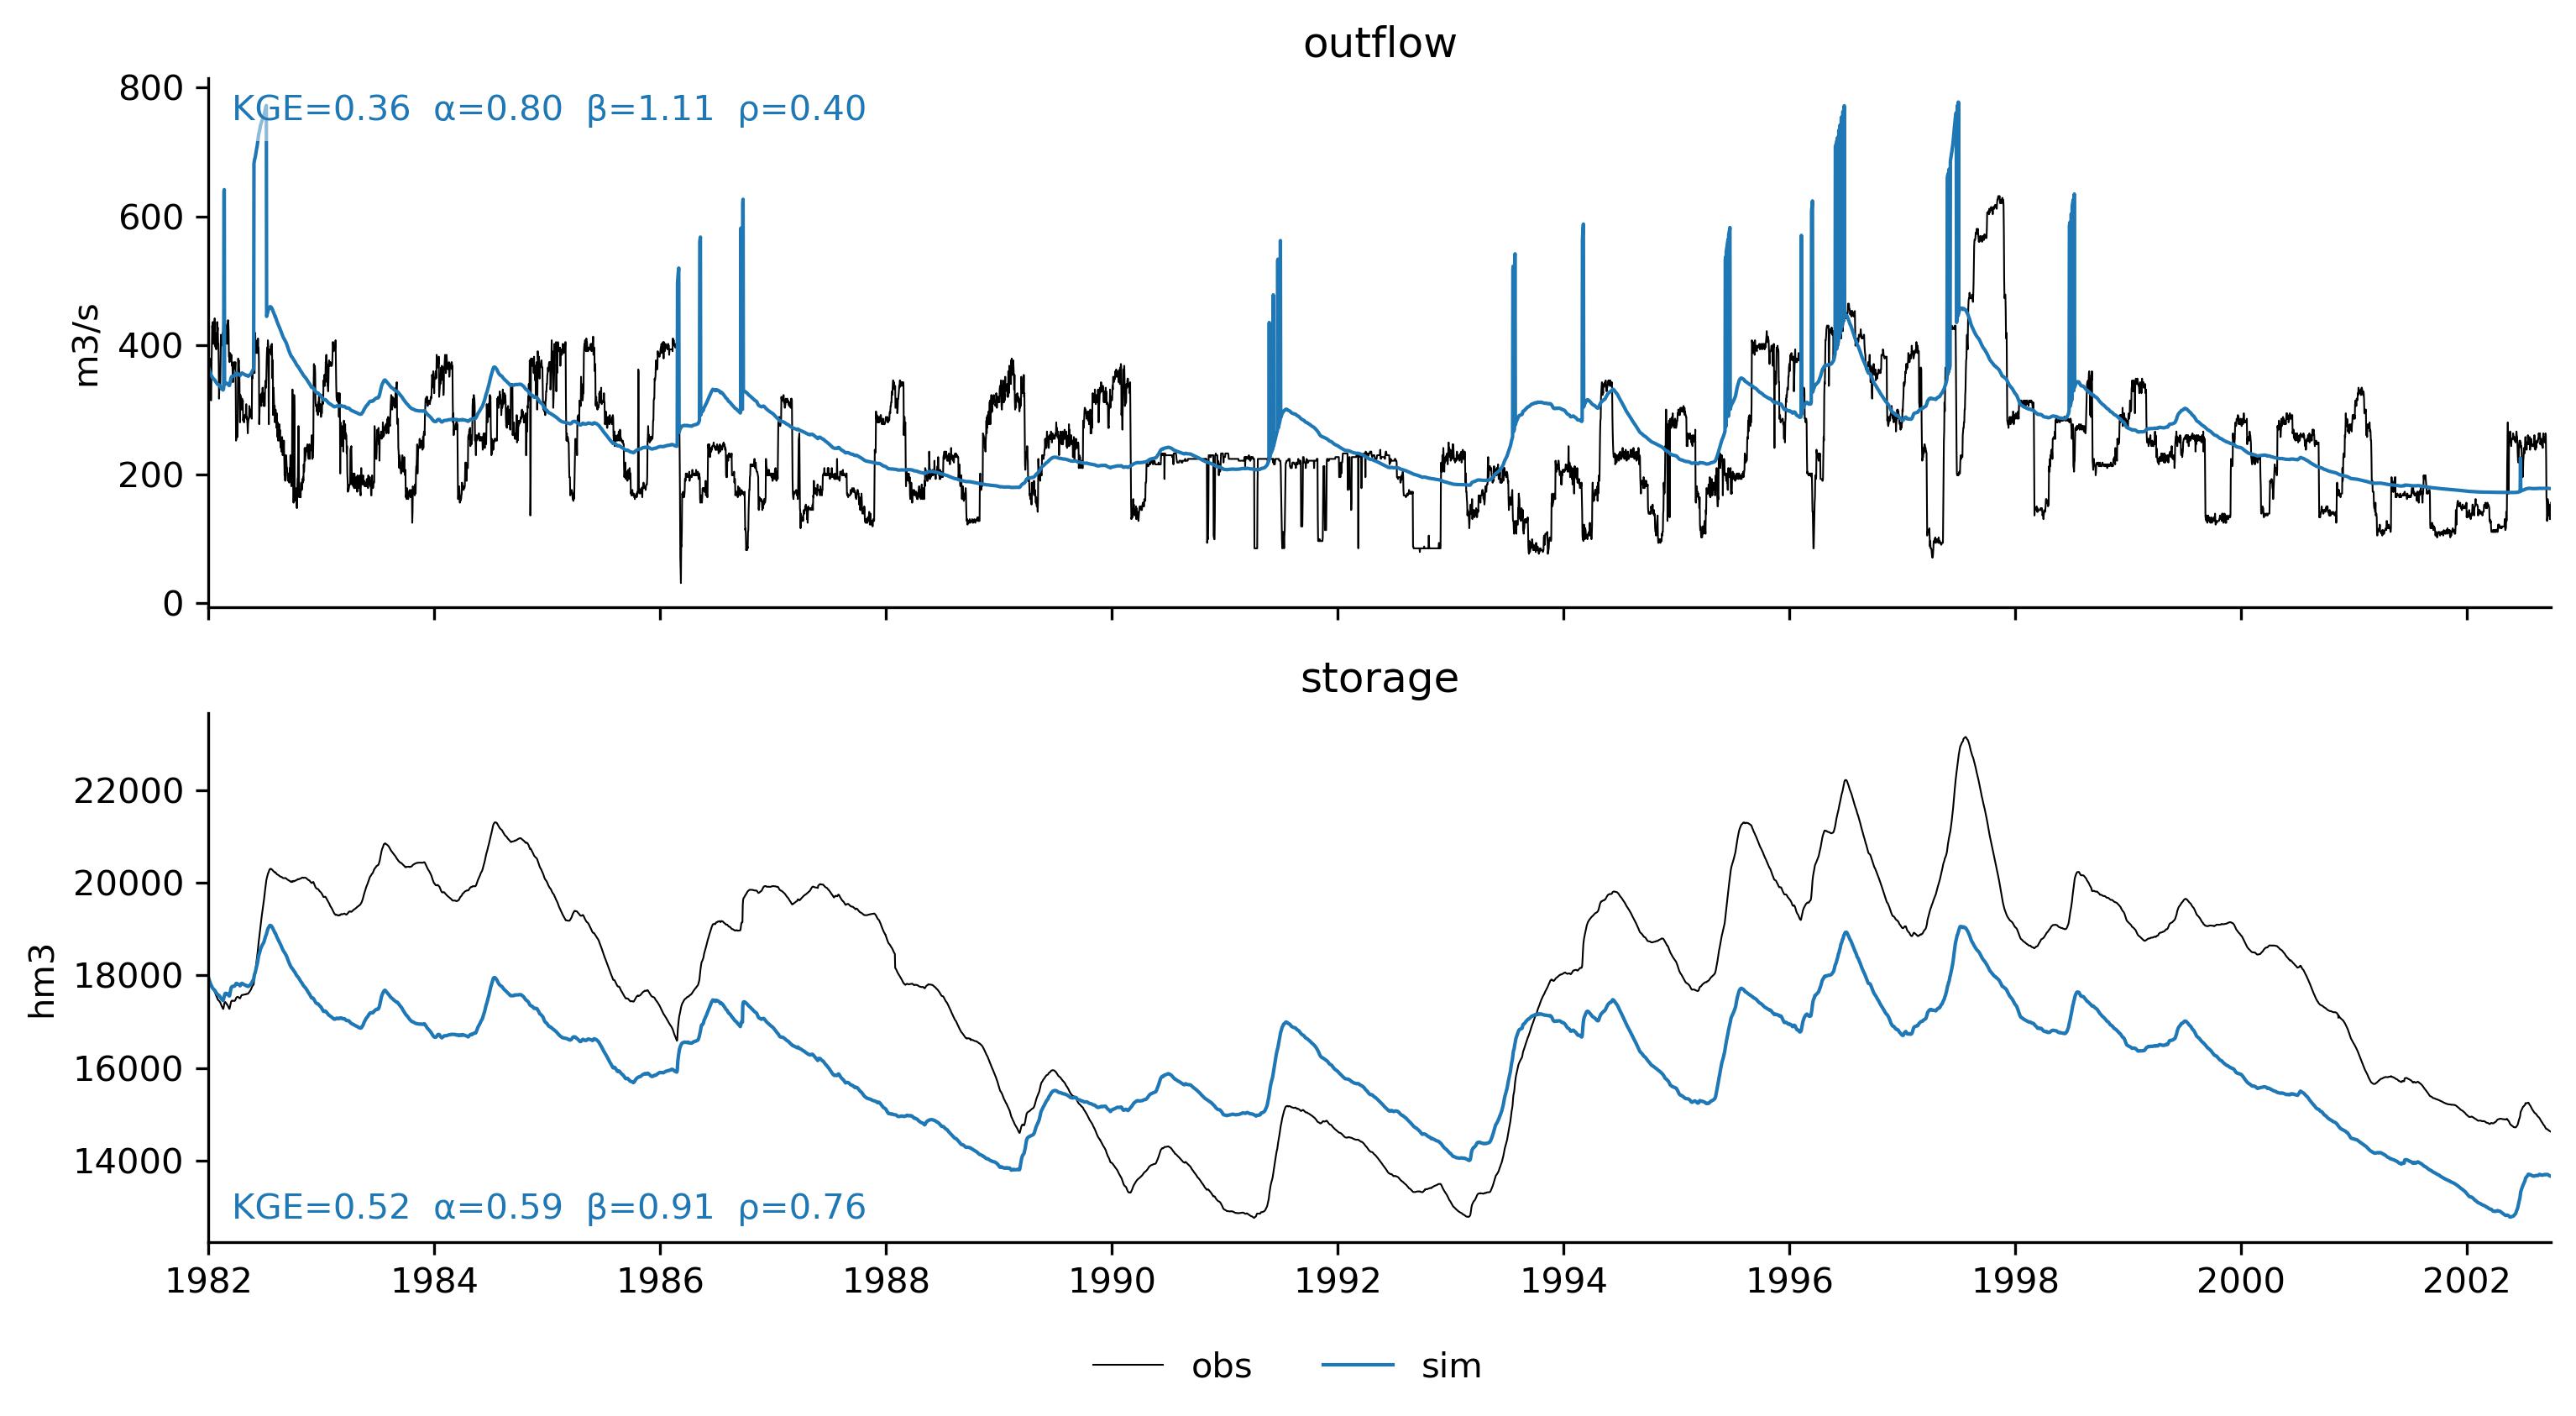 outflow
800
KGE=0.36 α=0.80 β=1.11 ρ=0.40
600
400
200
0
m3/s
storage
22000
20000
18000
16000
14000
hm3
KGE=0.52 α=0.59 β=0.91 ρ=0.76
1982 1984 1986 1988 1990 1992 1994 1996 1998 2000 2002
obs sim